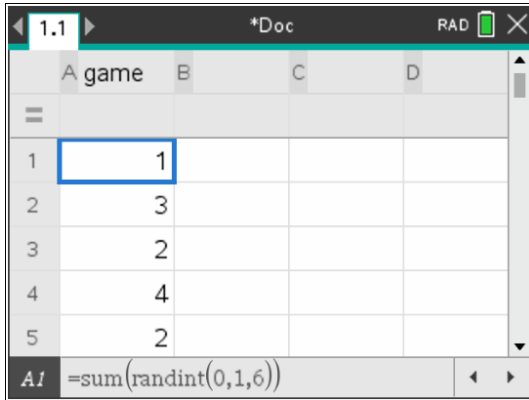 1.1 *Doc RAD
A game B C D
=
1 1
2 3
3 2
4 4
5 2
A1 =sum(randint(0,1,6))